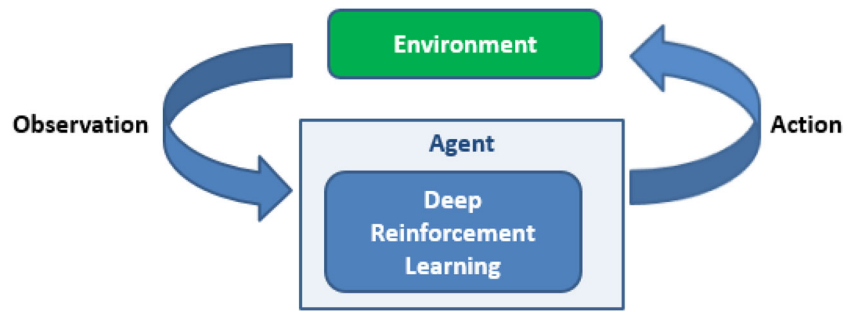 Environment
Observation
Action
Agent
Deep
Reinforcement
Learning